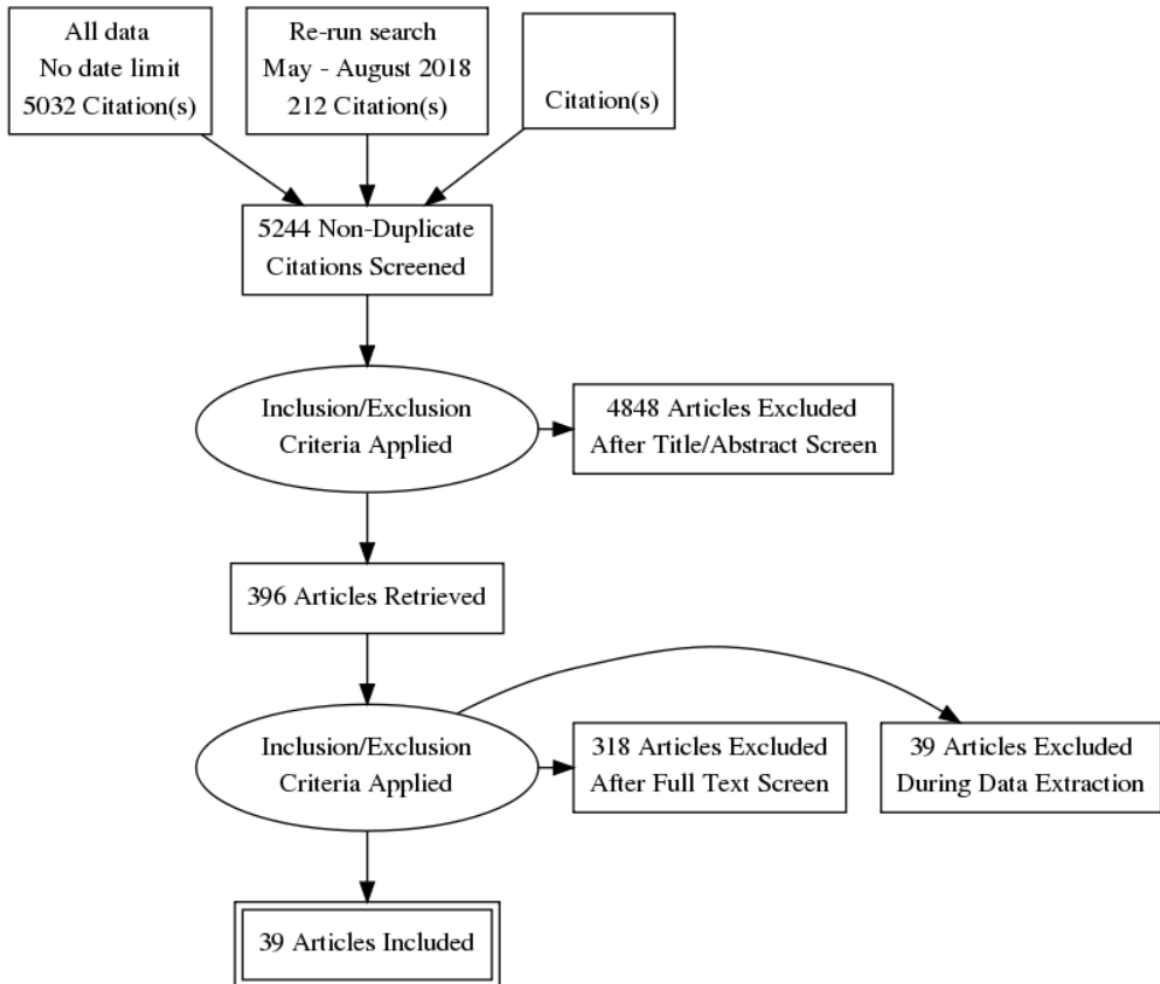 All data
No date limit
5032 Citation(s)
Re-run search
May - August 2018
212 Citation(s)
Citation(s)
5244 Non-Duplicate
Citations Screened
Inclusion/Exclusion
Criteria Applied
4848 Articles Excluded
After Title/Abstract Screen
396 Articles Retrieved
Inclusion/Exclusion
Criteria Applied
318 Articles Excluded
After Full Text Screen
39 Articles Excluded
During Data Extraction
39 Articles Included